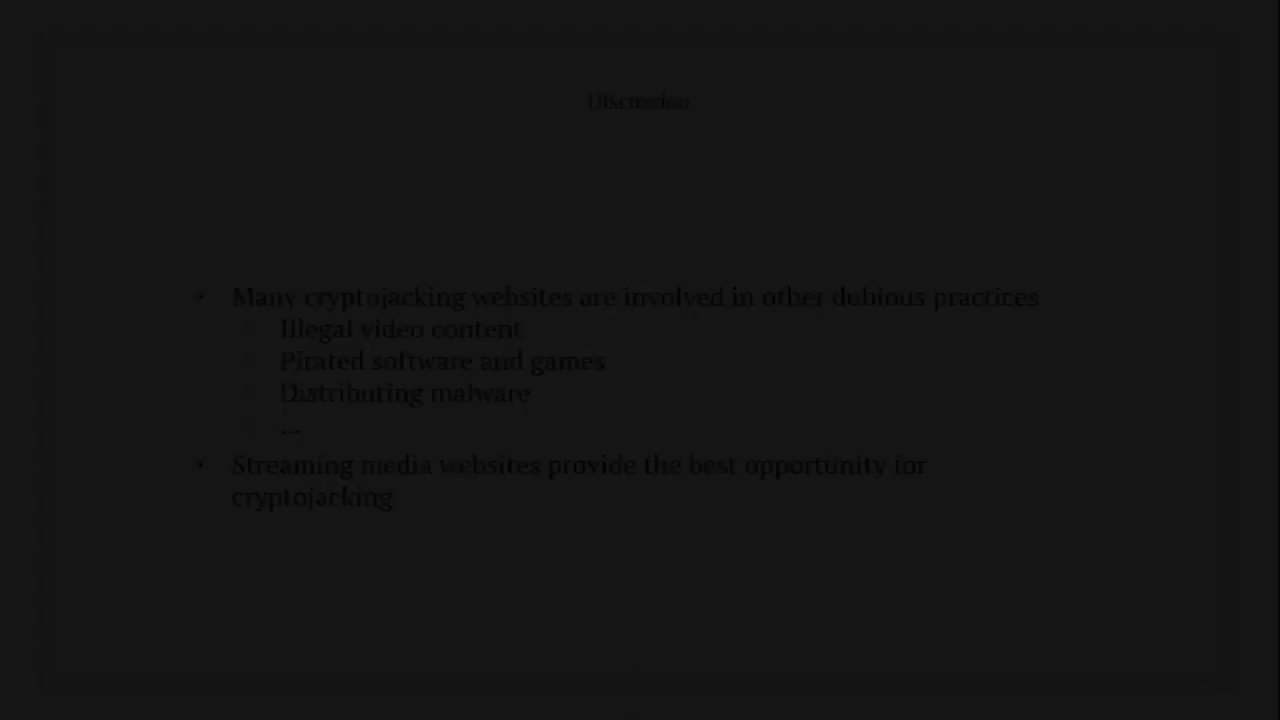 Discussion
• Many cryptojacking websites are involved in other dubious practices
○ Illegal video content
○ Pirated software and games
○ Distributing malware
○ ...
• Streaming media websites provide the best opportunity for
cryptojacking